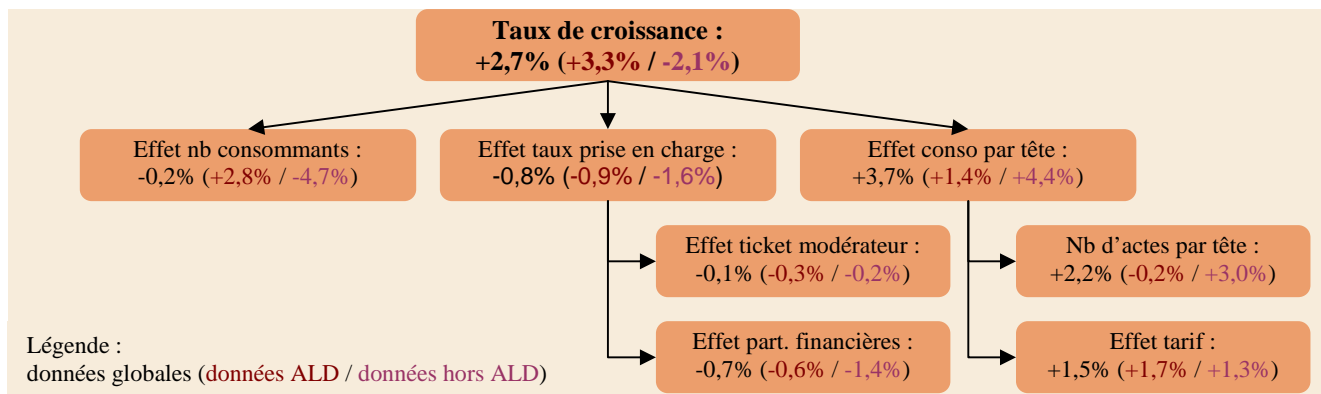 Taux de croissance :
+2,7% (+3,3% / -2,1%)
Effet nb consommants :
-0,2% (+2,8% / -4,7%)
Effet taux prise en charge :
-0,8% (-0,9% / -1,6%)
Effet conso par tête :
+3,7% (+1,4% / +4,4%)
Effet ticket modérateur :
-0,1% (-0,3% / -0,2%)
Nb d'actes par tête :
+2,2% (-0,2% / +3,0%)
Effet part. financières :
-0,7% (-0,6% / -1,4%)
Effet tarif :
+1,5% (+1,7% / +1,3%)
Légende :
données globales (données ALD / données hors ALD)